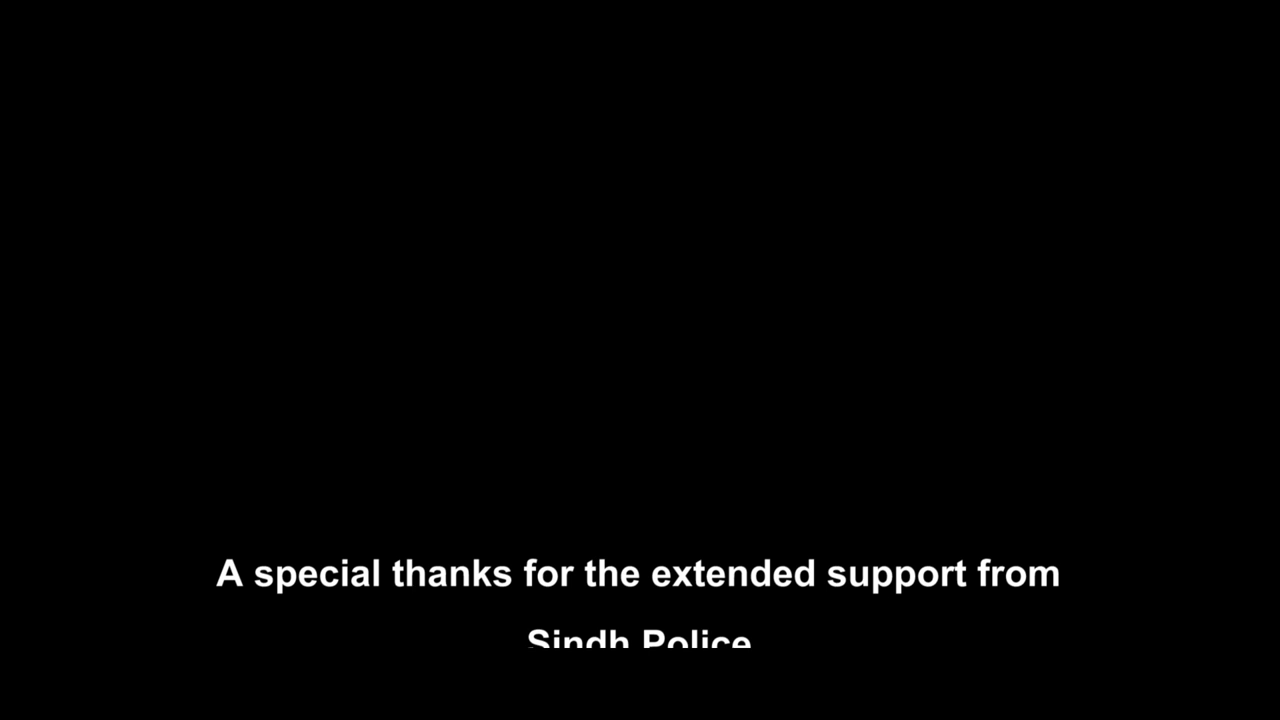 A special thanks for the extended support from
Sindh Police